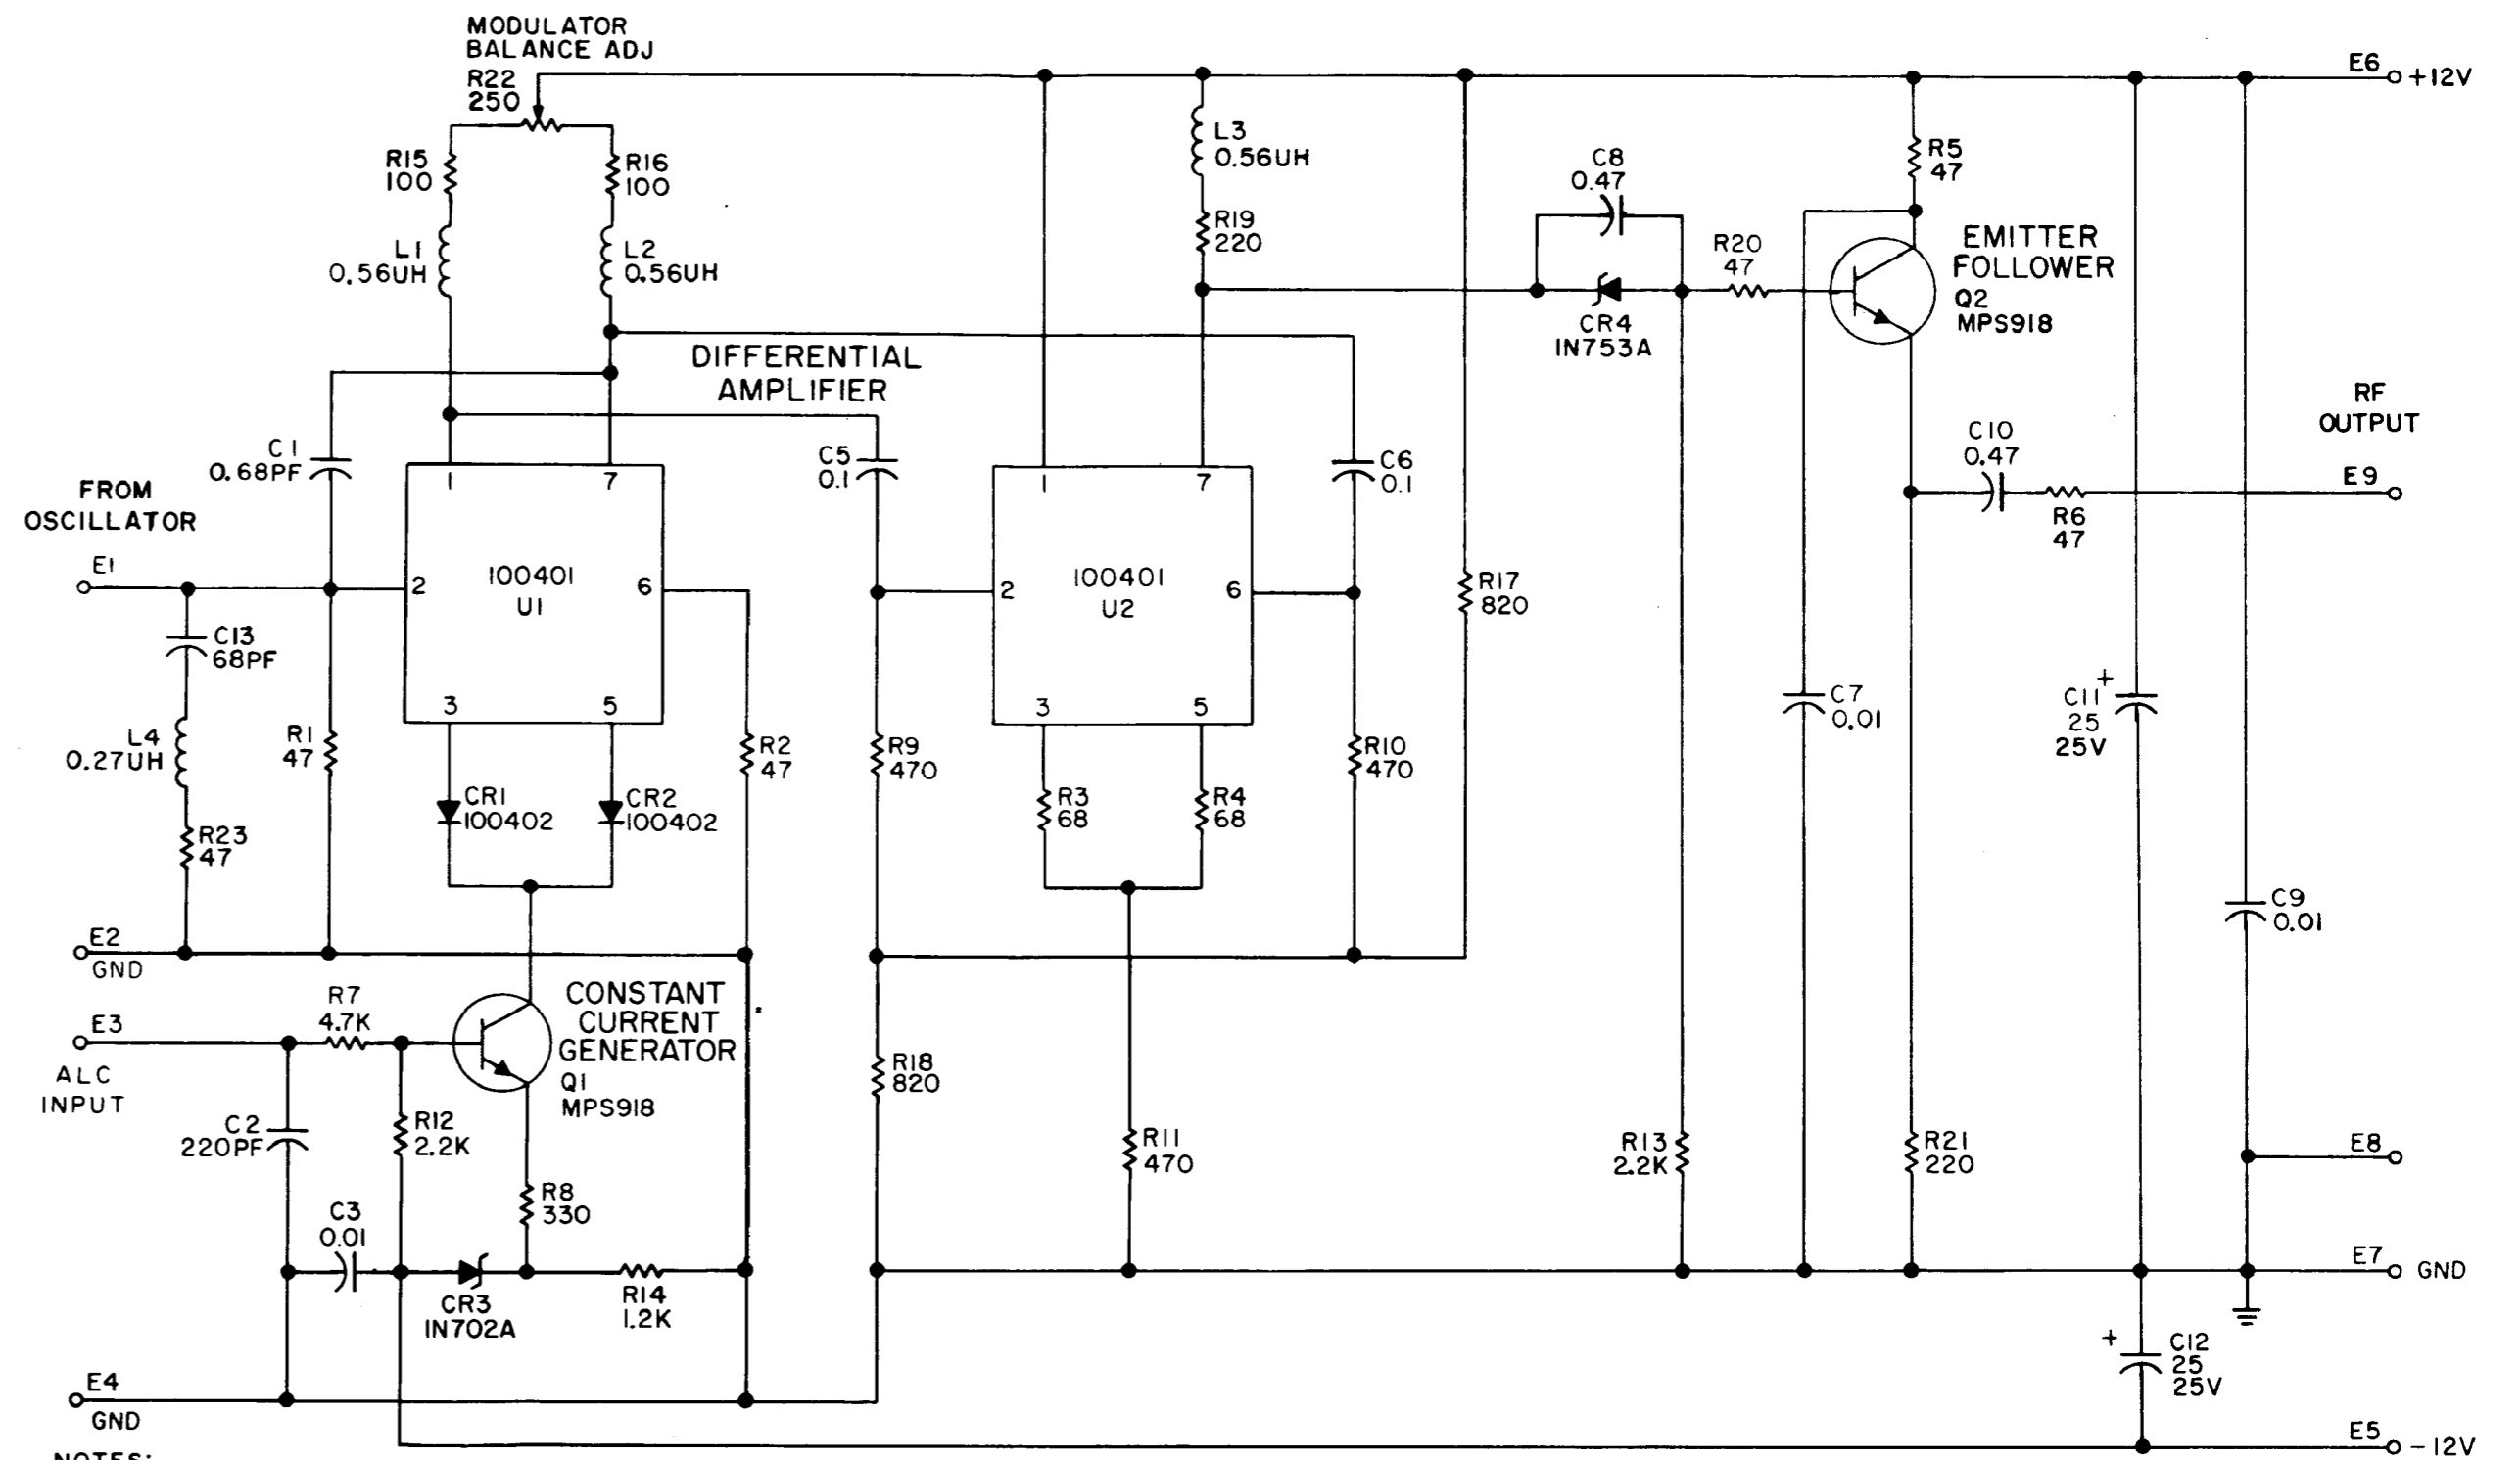 MODULATOR
BALANCE ADJ
R22
250
E6
+12V
R15
100
R16
100
L3
0.56UH
C8
0.47
R5
47
L1
0.56UH
L2
0.56UH
R19
220
R20
47
EMITTER
FOLLOWER
Q2
MPS918
CR4
IN753A
DIFFERENTIAL
AMPLIFIER
RF
OUTPUT
C1
0.68PF
C5
0.1
C6
0.1
C10
0.47
E9
R6
47
FROM
OSCILLATOR
E1
1
7
2
100401
U1
6
3
5
1
7
2
100401
U2
6
3
5
R17
820
C13
68PF
L4
0.27UH
R1
47
R2
47
R9
470
R10
470
C7
0.01
C11
+
25
25V
CR1
100402
CR2
100402
R3
68
R4
68
R23
47
C9
0.01
E2
GND
R7
4.7K
CONSTANT
CURRENT
GENERATOR
Q1
MPS918
E3
ALC
INPUT
C2
220PF
R12
2.2K
R18
820
R11
470
R13
2.2K
R21
220
E8
R8
330
C3
0.01
CR3
IN702A
R14
1.2K
E7
GND
+
C12
25
25V
E4
GND
E5
-12V
NOTES: